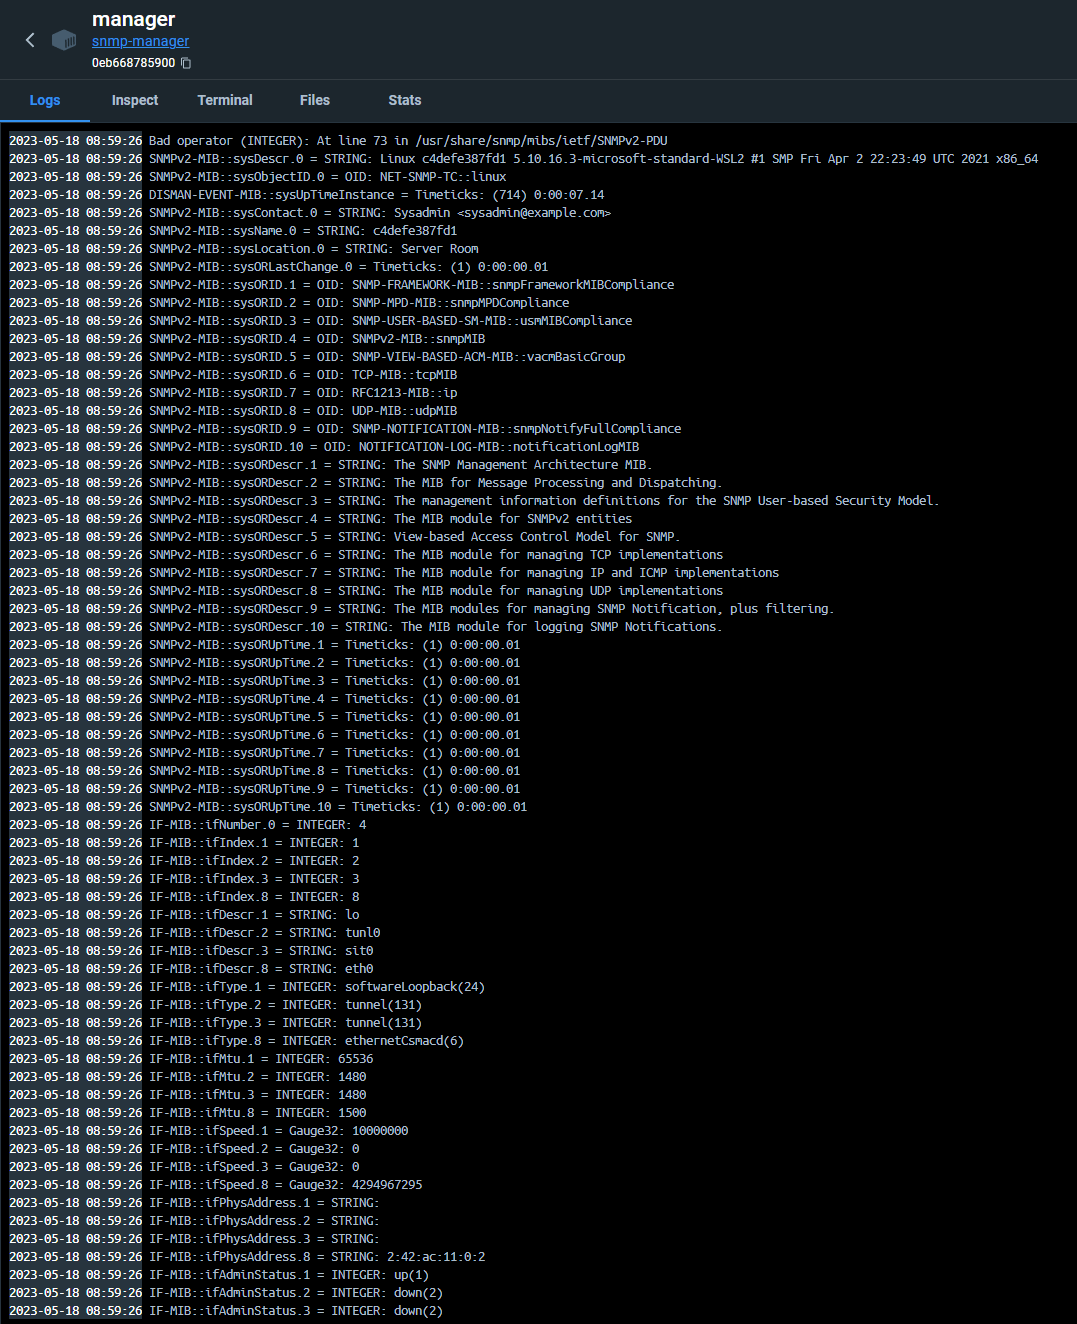 manager
snmp-manager
0eb668785900
Logs Inspect Terminal Files Stats
2023-05-18 08:59:26 Bad operator (INTEGER): At line 73 in /usr/share/snmp/mibs/ietf/SNMPv2-PDU
2023-05-18 08:59:26 SNMPv2-MIB::sysDescr.0 = STRING: Linux c4defe387fd1 5.10.16.3-microsoft-standard-WSL2 #1 SMP Fri Apr 2 22:23:49 UTC 2021 x86_64
2023-05-18 08:59:26 SNMPv2-MIB::sysObjectID.0 = OID: NET-SNMP-TC::linux
2023-05-18 08:59:26 DISMAN-EVENT-MIB::sysUpTimeInstance = Timeticks: (714) 0:00:07.14
2023-05-18 08:59:26 SNMPv2-MIB::sysContact.0 = STRING: Sysadmin <sysadmin@example.com>
2023-05-18 08:59:26 SNMPv2-MIB::sysName.0 = STRING: c4defe387fd1
2023-05-18 08:59:26 SNMPv2-MIB::sysLocation.0 = STRING: Server Room
2023-05-18 08:59:26 SNMPv2-MIB::sysORLastChange.0 = Timeticks: (1) 0:00:00.01
2023-05-18 08:59:26 SNMPv2-MIB::sysORID.1 = OID: SNMP-FRAMEWORK-MIB::snmpFrameworkMIBCompliance
2023-05-18 08:59:26 SNMPv2-MIB::sysORID.2 = OID: SNMP-MPD-MIB::snmpMPDCompliance
2023-05-18 08:59:26 SNMPv2-MIB::sysORID.3 = OID: SNMP-USER-BASED-SM-MIB::usmMIBCompliance
2023-05-18 08:59:26 SNMPv2-MIB::sysORID.4 = OID: SNMPv2-MIB::snmpMIB
2023-05-18 08:59:26 SNMPv2-MIB::sysORID.5 = OID: SNMP-VIEW-BASED-ACM-MIB::vacmBasicGroup
2023-05-18 08:59:26 SNMPv2-MIB::sysORID.6 = OID: TCP-MIB::tcpMIB
2023-05-18 08:59:26 SNMPv2-MIB::sysORID.7 = OID: RFC1213-MIB::ip
2023-05-18 08:59:26 SNMPv2-MIB::sysORID.8 = OID: UDP-MIB::udpMIB
2023-05-18 08:59:26 SNMPv2-MIB::sysORID.9 = OID: SNMP-NOTIFICATION-MIB::snmpNotifyFullCompliance
2023-05-18 08:59:26 SNMPv2-MIB::sysORID.10 = OID: NOTIFICATION-LOG-MIB::notificationLogMIB
2023-05-18 08:59:26 SNMPv2-MIB::sysORDescr.1 = STRING: The SNMP Management Architecture MIB.
2023-05-18 08:59:26 SNMPv2-MIB::sysORDescr.2 = STRING: The MIB for Message Processing and Dispatching.
2023-05-18 08:59:26 SNMPv2-MIB::sysORDescr.3 = STRING: The management information definitions for the SNMP User-based Security Model.
2023-05-18 08:59:26 SNMPv2-MIB::sysORDescr.4 = STRING: The MIB module for SNMPv2 entities
2023-05-18 08:59:26 SNMPv2-MIB::sysORDescr.5 = STRING: View-based Access Control Model for SNMP.
2023-05-18 08:59:26 SNMPv2-MIB::sysORDescr.6 = STRING: The MIB module for managing TCP implementations
2023-05-18 08:59:26 SNMPv2-MIB::sysORDescr.7 = STRING: The MIB module for managing IP and ICMP implementations
2023-05-18 08:59:26 SNMPv2-MIB::sysORDescr.8 = STRING: The MIB module for managing UDP implementations
2023-05-18 08:59:26 SNMPv2-MIB::sysORDescr.9 = STRING: The MIB modules for managing SNMP Notification, plus filtering.
2023-05-18 08:59:26 SNMPv2-MIB::sysORDescr.10 = STRING: The MIB module for logging SNMP Notifications.
2023-05-18 08:59:26 SNMPv2-MIB::sysORUpTime.1 = Timeticks: (1) 0:00:00.01
2023-05-18 08:59:26 SNMPv2-MIB::sysORUpTime.2 = Timeticks: (1) 0:00:00.01
2023-05-18 08:59:26 SNMPv2-MIB::sysORUpTime.3 = Timeticks: (1) 0:00:00.01
2023-05-18 08:59:26 SNMPv2-MIB::sysORUpTime.4 = Timeticks: (1) 0:00:00.01
2023-05-18 08:59:26 SNMPv2-MIB::sysORUpTime.5 = Timeticks: (1) 0:00:00.01
2023-05-18 08:59:26 SNMPv2-MIB::sysORUpTime.6 = Timeticks: (1) 0:00:00.01
2023-05-18 08:59:26 SNMPv2-MIB::sysORUpTime.7 = Timeticks: (1) 0:00:00.01
2023-05-18 08:59:26 SNMPv2-MIB::sysORUpTime.8 = Timeticks: (1) 0:00:00.01
2023-05-18 08:59:26 SNMPv2-MIB::sysORUpTime.9 = Timeticks: (1) 0:00:00.01
2023-05-18 08:59:26 SNMPv2-MIB::sysORUpTime.10 = Timeticks: (1) 0:00:00.01
2023-05-18 08:59:26 IF-MIB::ifNumber.0 = INTEGER: 4
2023-05-18 08:59:26 IF-MIB::ifIndex.1 = INTEGER: 1
2023-05-18 08:59:26 IF-MIB::ifIndex.2 = INTEGER: 2
2023-05-18 08:59:26 IF-MIB::ifIndex.3 = INTEGER: 3
2023-05-18 08:59:26 IF-MIB::ifIndex.8 = INTEGER: 8
2023-05-18 08:59:26 IF-MIB::ifDescr.1 = STRING: lo
2023-05-18 08:59:26 IF-MIB::ifDescr.2 = STRING: tunl0
2023-05-18 08:59:26 IF-MIB::ifDescr.3 = STRING: sit0
2023-05-18 08:59:26 IF-MIB::ifDescr.8 = STRING: eth0
2023-05-18 08:59:26 IF-MIB::ifType.1 = INTEGER: softwareLoopback(24)
2023-05-18 08:59:26 IF-MIB::ifType.2 = INTEGER: tunnel(131)
2023-05-18 08:59:26 IF-MIB::ifType.3 = INTEGER: tunnel(131)
2023-05-18 08:59:26 IF-MIB::ifType.8 = INTEGER: ethernetCsmacd(6)
2023-05-18 08:59:26 IF-MIB::ifMtu.1 = INTEGER: 65536
2023-05-18 08:59:26 IF-MIB::ifMtu.2 = INTEGER: 1480
2023-05-18 08:59:26 IF-MIB::ifMtu.3 = INTEGER: 1480
2023-05-18 08:59:26 IF-MIB::ifMtu.8 = INTEGER: 1500
2023-05-18 08:59:26 IF-MIB::ifSpeed.1 = Gauge32: 10000000
2023-05-18 08:59:26 IF-MIB::ifSpeed.2 = Gauge32: 0
2023-05-18 08:59:26 IF-MIB::ifSpeed.3 = Gauge32: 0
2023-05-18 08:59:26 IF-MIB::ifSpeed.8 = Gauge32: 4294967295
2023-05-18 08:59:26 IF-MIB::ifPhysAddress.1 = STRING:
2023-05-18 08:59:26 IF-MIB::ifPhysAddress.2 = STRING:
2023-05-18 08:59:26 IF-MIB::ifPhysAddress.3 = STRING:
2023-05-18 08:59:26 IF-MIB::ifPhysAddress.8 = STRING: 2:42:ac:11:0:2
2023-05-18 08:59:26 IF-MIB::ifAdminStatus.1 = INTEGER: up(1)
2023-05-18 08:59:26 IF-MIB::ifAdminStatus.2 = INTEGER: down(2)
2023-05-18 08:59:26 IF-MIB::ifAdminStatus.3 = INTEGER: down(2)